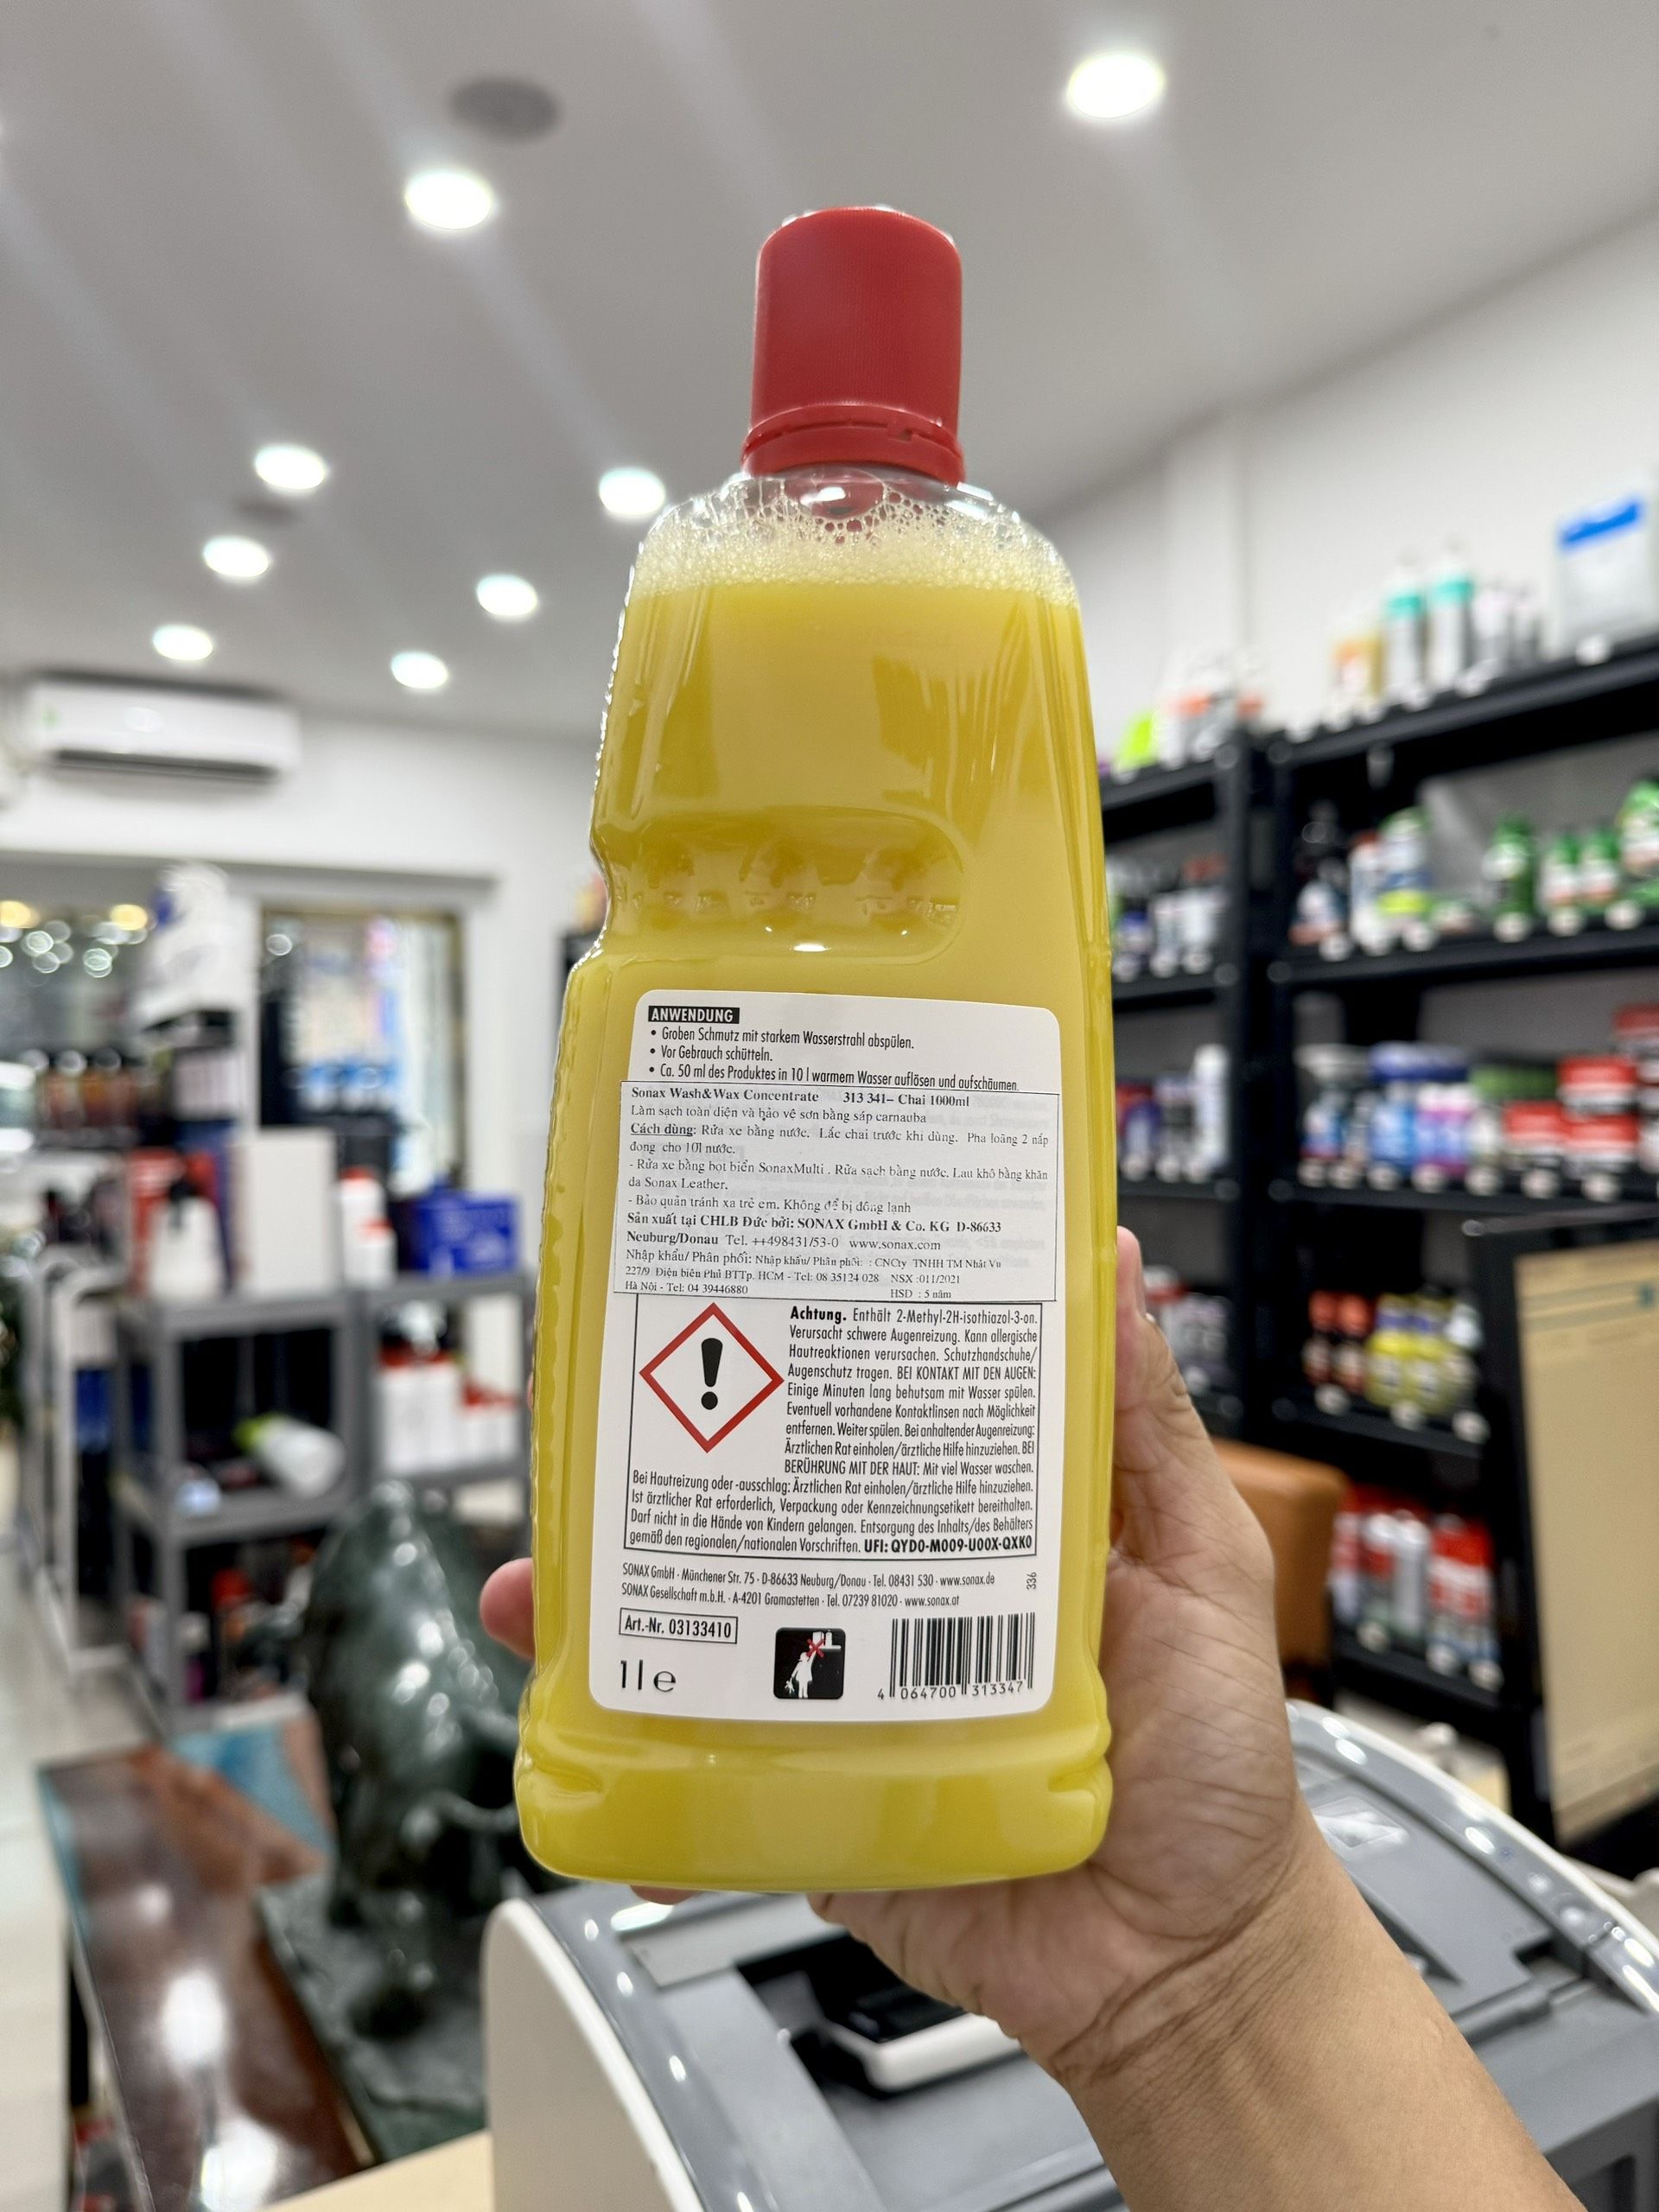 ANWENDUNG
• Groben Schmutz mit starkem Wasserstrahl abspülen.
• Vor Gebrauch schütteln.
• Ca. 50 ml des Produktes in 10 l warmem Wasser auflösen und aufschäumen.
Sonax Wash&Wax Concentrate 313 341– Chai 1000ml
Làm sạch toàn diện và bảo vệ sơn bằng sáp carnauba
Cách dùng: Rửa xe bằng nước. Lắc chai trước khi dùng. Pha loãng 2 nắp
đong cho 10l nước.
- Rửa xe bằng bọt biển SonaxMulti . Rửa sạch bằng nước. Lau khô bằng khăn
da Sonax Leather.
- Bảo quản tránh xa trẻ em. Không để bị đông lạnh
Sản xuất tại CHLB Đức bởi: SONAX GmbH & Co. KG D-86633
Neuburg/Donau Tel. ++498431/53-0 www.sonax.com
Nhập khẩu/ Phân phối: Nhập khẩu/ Phân phối: : CNCty TNHH TM Nhất Vu
227/9 Điện biên Phủ BTTp. HCM - Tel: 08 35124 028 NSX :011/2021
Hà Nội - Tel: 04 39446880 HSD : 5 năm
Achtung. Enthält 2-Methyl-2H-isothiazol-3-on.
Verursacht schwere Augenreizung. Kann allergische
Hautreaktionen verursachen. Schutzhandschuhe/
Augenschutz tragen. BEI KONTAKT MIT DEN AUGEN:
Einige Minuten lang behutsam mit Wasser spülen.
Eventuell vorhandene Kontaktlinsen nach Möglichkeit
entfernen. Weiter spülen. Bei anhaltender Augenreizung:
Ärztlichen Rat einholen/ärztliche Hilfe hinzuziehen. BEI
BERÜHRUNG MIT DER HAUT: Mit viel Wasser waschen.
Bei Hautreizung oder -ausschlag: Ärztlichen Rat einholen/ärztliche Hilfe hinzuziehen.
Ist ärztlicher Rat erforderlich, Verpackung oder Kennzeichnungsetikett bereithalten.
Darf nicht in die Hände von Kindern gelangen. Entsorgung des Inhalts/des Behälters
gemäß den regionalen/nationalen Vorschriften. UFI: QYD0-M009-U00X-QXK0
SONAX GmbH · Münchener Str. 75 · D-86633 Neuburg/Donau · Tel. 08431 530 · www.sonax.de
SONAX Gesellschaft m.b.H. · A-4201 Gramastetten · Tel. 07239 81020 · www.sonax.at
336
Art.-Nr. 03133410
1 l e
4 064700 313347